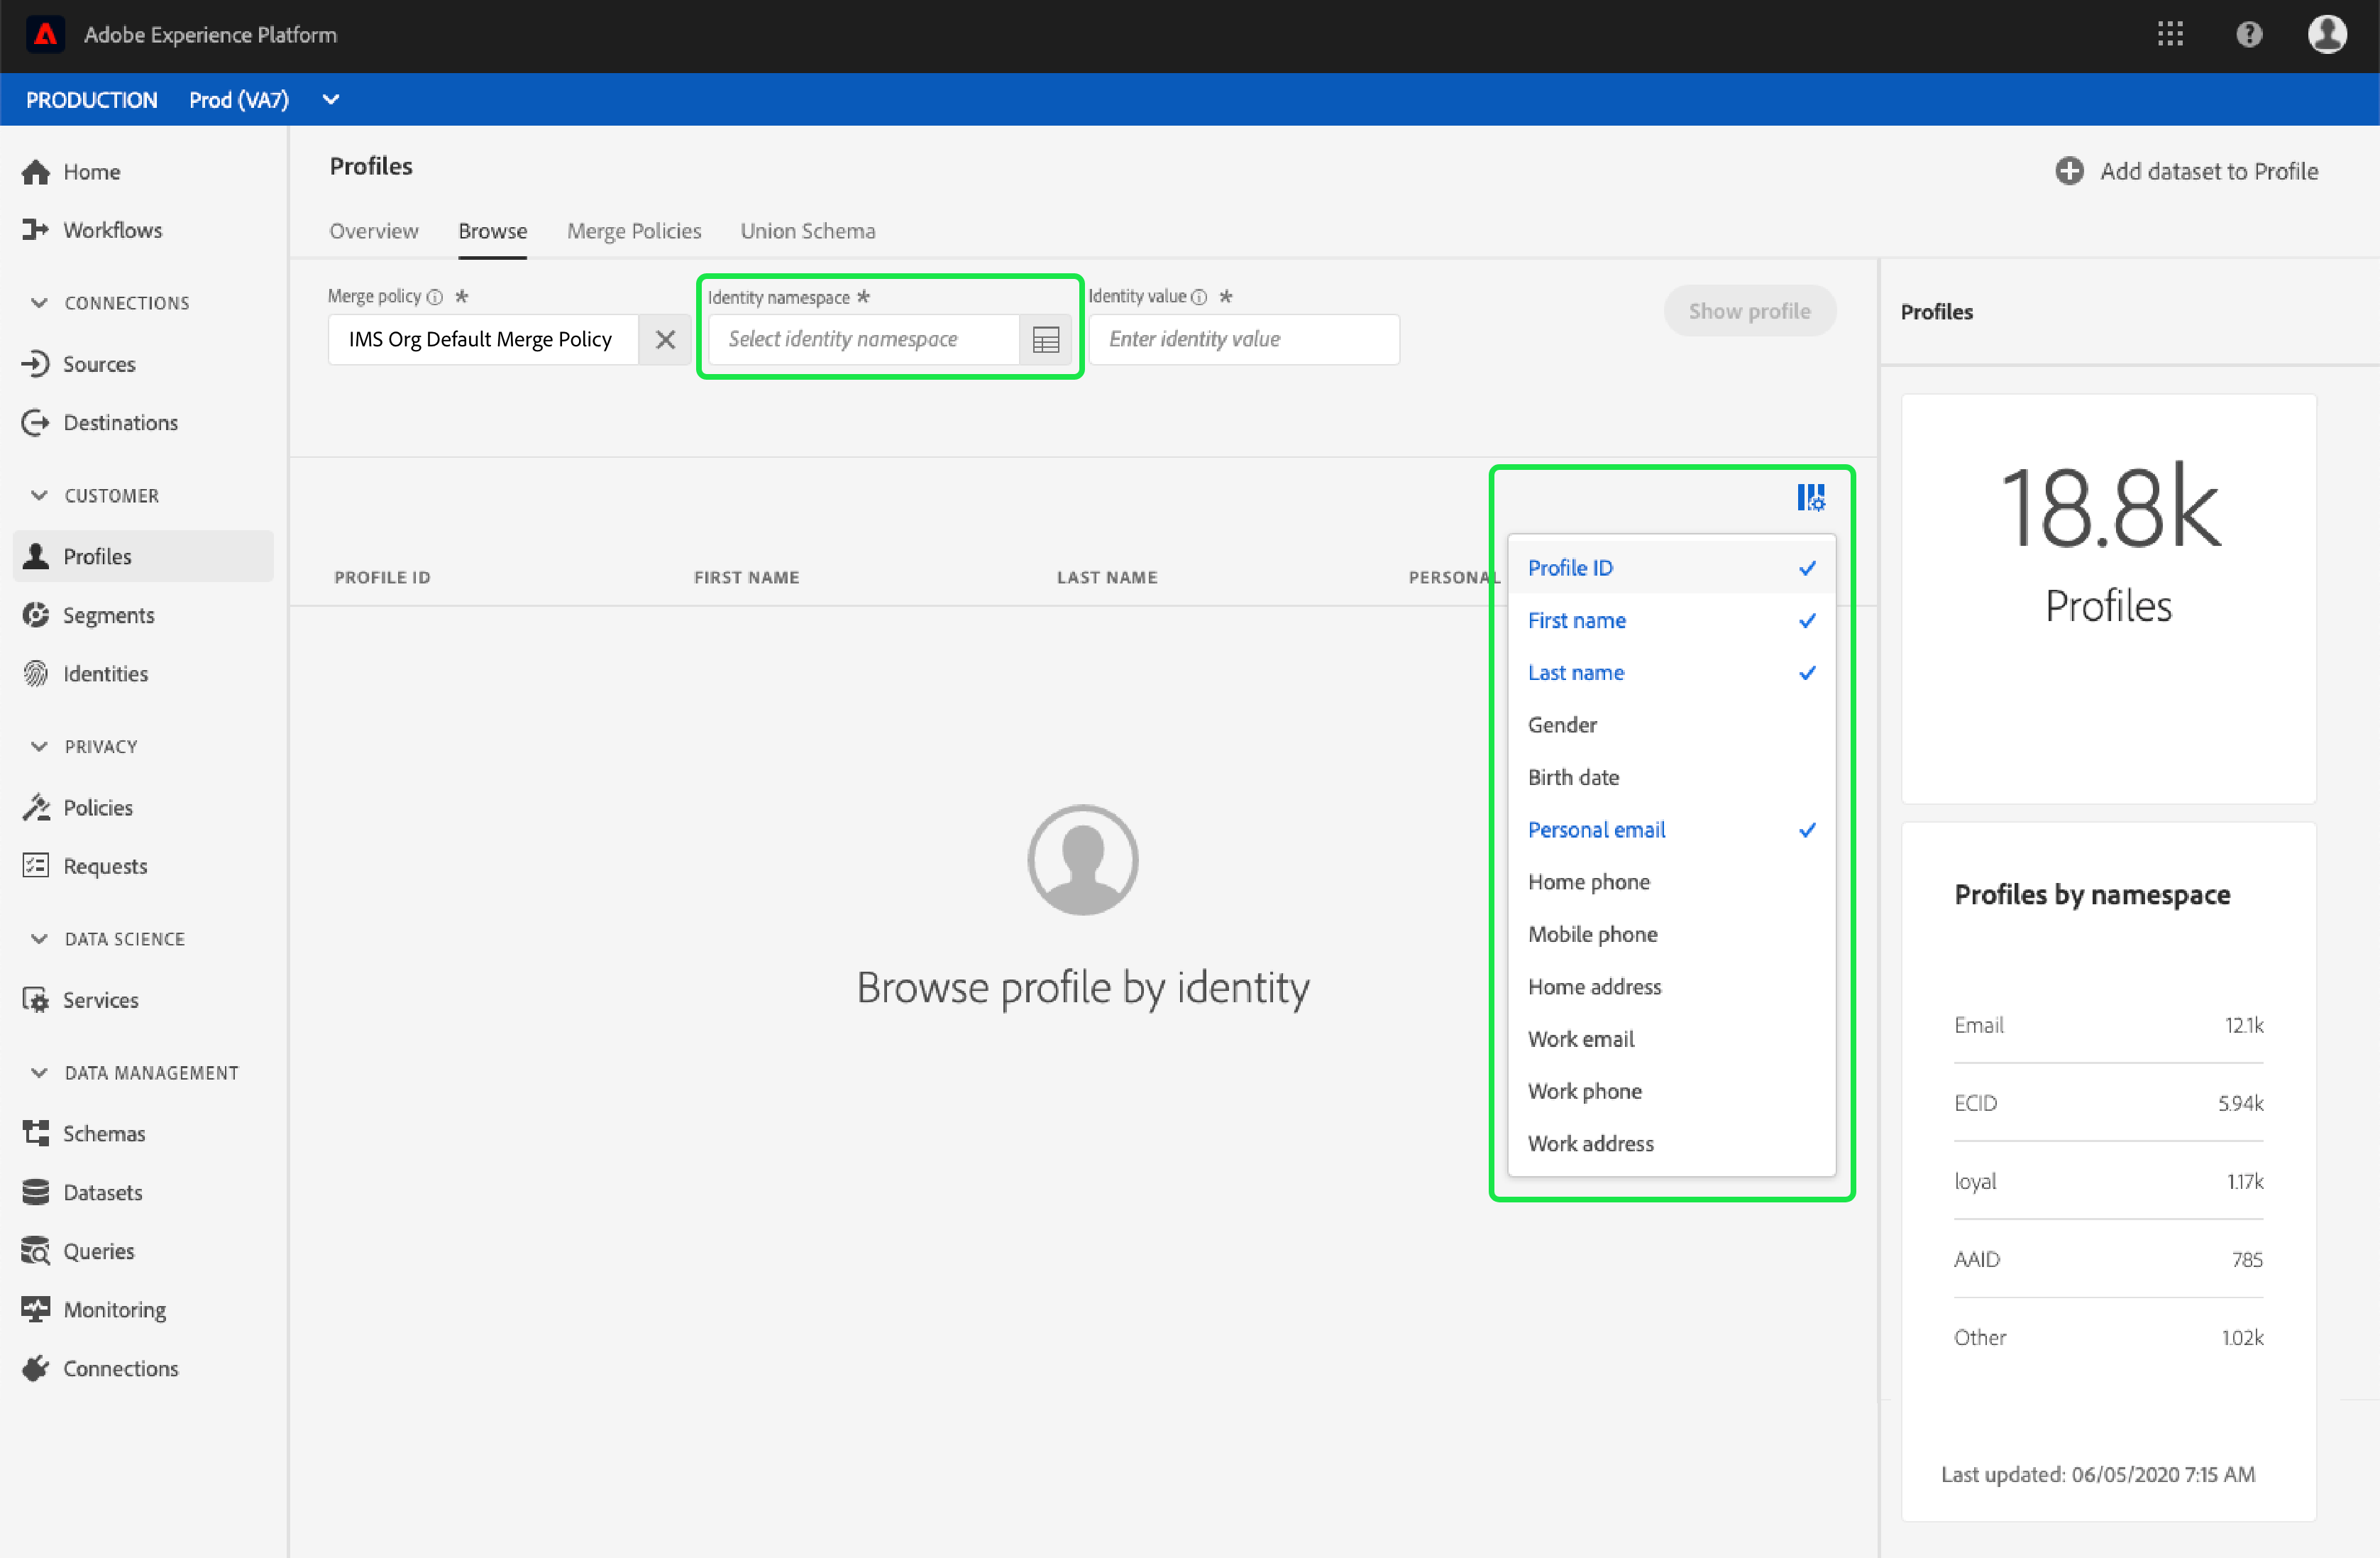 Adobe Experience Platform
PRODUCTION Prod (VA7)
Home
Workflows
CONNECTIONS
Sources
Destinations
CUSTOMER
Profiles
Segments
Identities
PRIVACY
Policies
Requests
DATA SCIENCE
Services
DATA MANAGEMENT
Schemas
Datasets
Queries
Monitoring
Connections
Profiles
Add dataset to Profile
Overview Browse Merge Policies Union Schema
Merge policy * Identity namespace * Identity value *
IMS Org Default Merge Policy Select identity namespace Enter identity value
Show profile
PROFILE ID FIRST NAME LAST NAME PERSONAL
Profile ID
First name
Last name
Gender
Birth date
Personal email
Home phone
Mobile phone
Home address
Work email
Work phone
Work address
Browse profile by identity
Profiles
18.8k
Profiles
Profiles by namespace
Email 12.1k
ECID 5.94k
loyal 1.17k
AAID 785
Other 1.02k
Last updated: 06/05/2020 7:15 AM